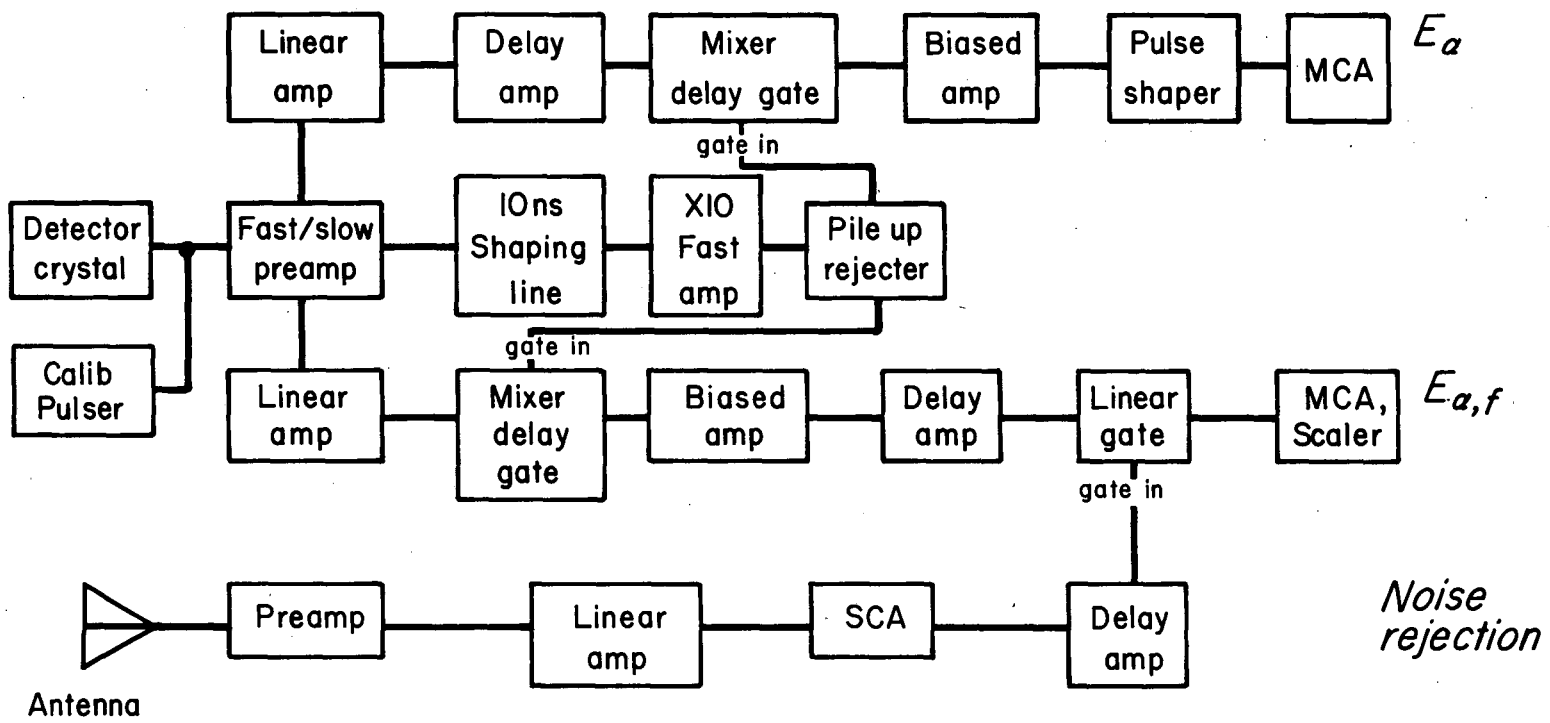 Linear
amp
Delay
amp
Mixer
delay gate
Biased
amp
Pulse
shaper
MCA
Eα
gate in
Detector
crystal
Fast/slow
preamp
10ns
Shaping
line
X10
Fast
amp
Pile up
rejecter
Calib
Pulser
gate in
Linear
amp
Mixer
delay
gate
Biased
amp
Delay
amp
Linear
gate
MCA,
Scaler
Eα,f
gate in
Antenna
Preamp
Linear
amp
SCA
Delay
amp
Noise
rejection